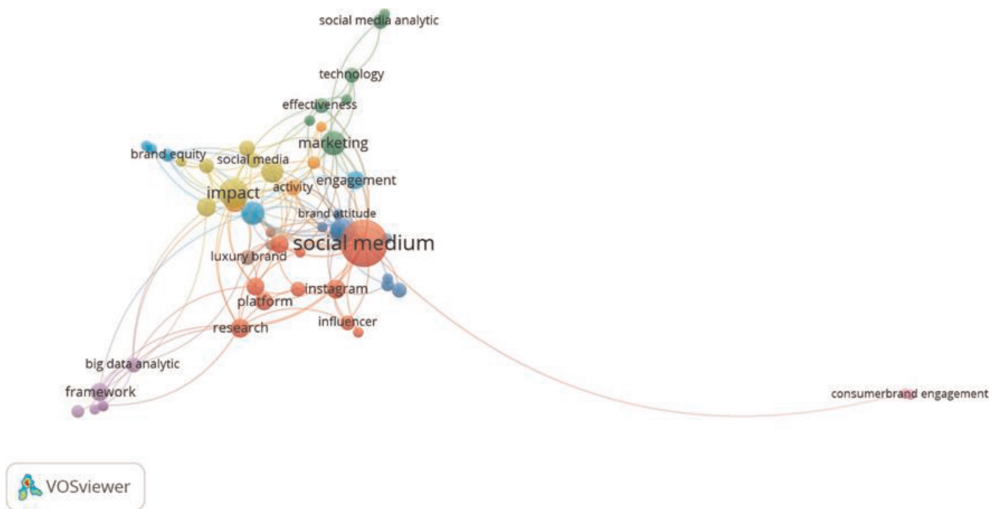 social media analytic
technology
effectiveness
marketing
brand equity
social media
engagement
impact
activity
brand attitude
social medium
luxury brand
instagram
platform
influencer
research
big data analytic
framework
consumerbrand engagement
VOSviewer